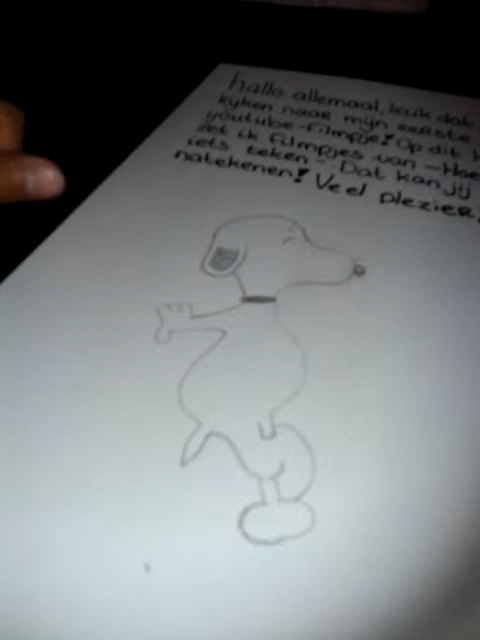 hallo allemaal, leuk dat
kyken naar mijn eerste
youtube-filmpje! Op dit k
zet ik filmpjes van -Hoe
iets teken-. Dat kan jij
natekenen! Veel plezier,